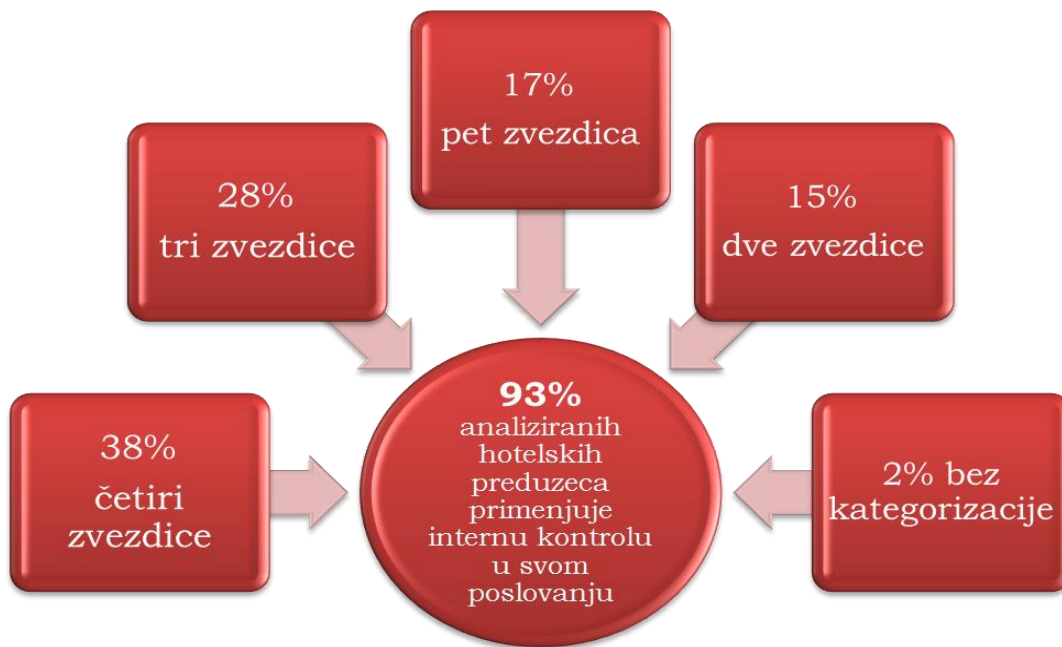 17%
pet zvezdica
28%
tri zvezdice
15%
dve zvezdice
38%
četiri
zvezdice
93%
analiziranih
hotelskih
preduzeca
primenjuje
internu kontrolu
u svom
poslovanju
2% bez
kategorizacije